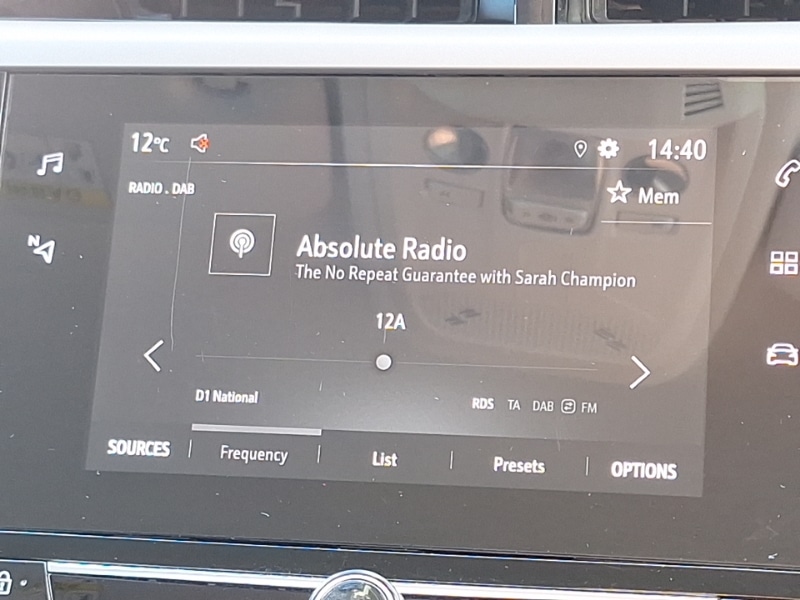 12°C 14:40
RADIO . DAB
Mem
N
Absolute Radio
The No Repeat Guarantee with Sarah Champion
12A
D1 National
RDS TA DAB FM
SOURCES | Frequency | List | Presets | OPTIONS